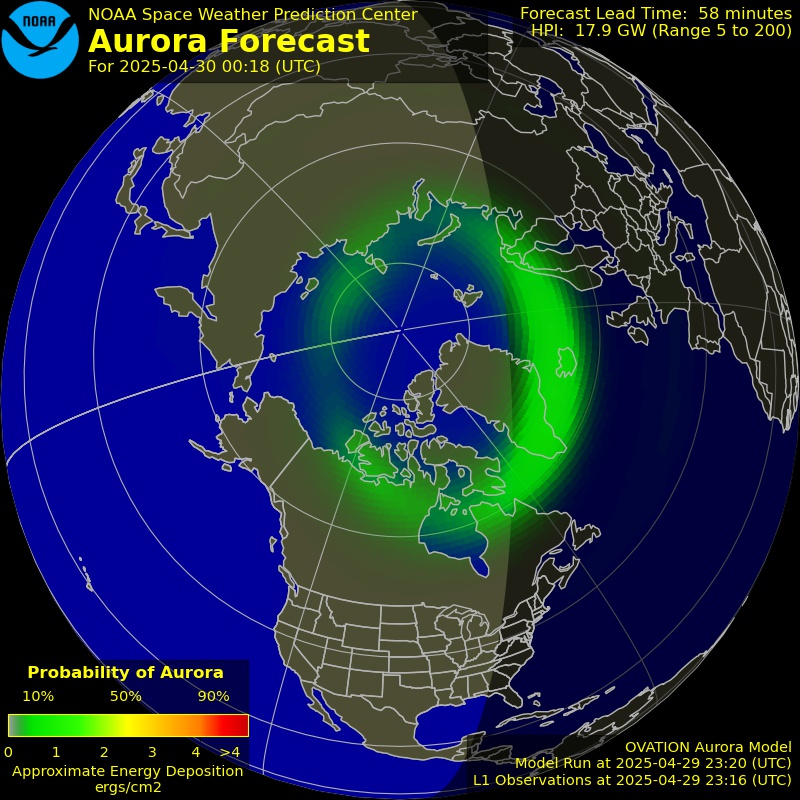 NOAA
NOAA Space Weather Prediction Center
Aurora Forecast
For 2025-04-30 00:18 (UTC)
Forecast Lead Time: 58 minutes
HPI: 17.9 GW (Range 5 to 200)
Probability of Aurora
10% 50% 90%
0 1 2 3 4 >4
Approximate Energy Deposition
ergs/cm2
OVATION Aurora Model
Model Run at 2025-04-29 23:20 (UTC)
L1 Observations at 2025-04-29 23:16 (UTC)